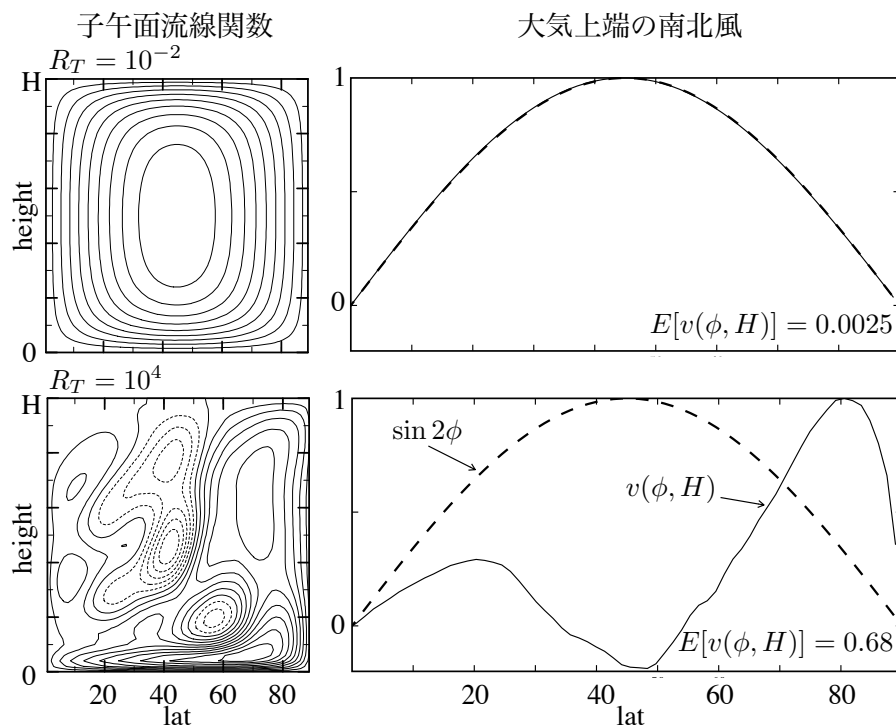 子午面流線関数
大気上端の南北風
R_T = 10^{-2}
H
height
0
1
0
E[v(φ, H)] = 0.0025
R_T = 10^4
H
height
0
20 40 60 80
lat
1
0
sin 2φ
v(φ, H)
E[v(φ, H)] = 0.68
20 40 60 80
lat